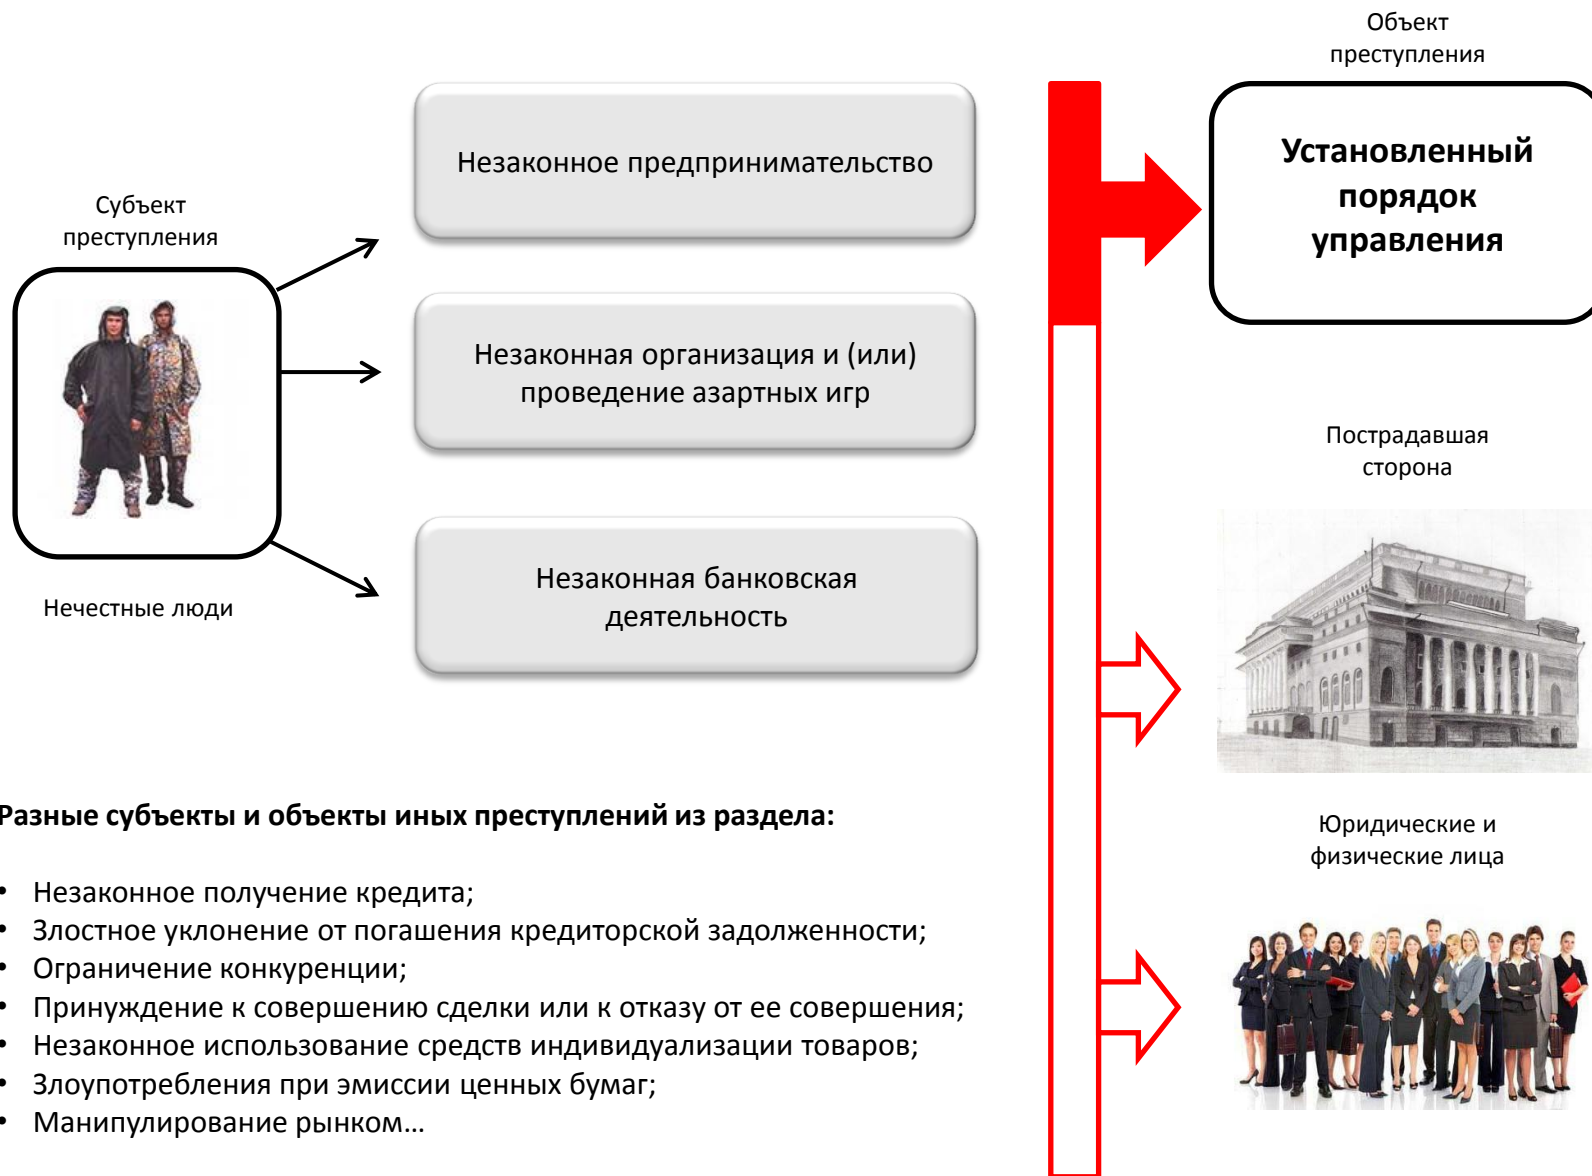 Объект
преступления
Установленный
порядок
управления
Незаконное предпринимательство
Субъект
преступления
Незаконная организация и (или)
проведение азартных игр
Пострадавшая
сторона
Незаконная банковская
деятельность
Нечестные люди
Разные субъекты и объекты иных преступлений из раздела:
Юридические и
физические лица
• Незаконное получение кредита;
• Злостное уклонение от погашения кредиторской задолженности;
• Ограничение конкуренции;
• Принуждение к совершению сделки или к отказу от ее совершения;
• Незаконное использование средств индивидуализации товаров;
• Злоупотребления при эмиссии ценных бумаг;
• Манипулирование рынком…